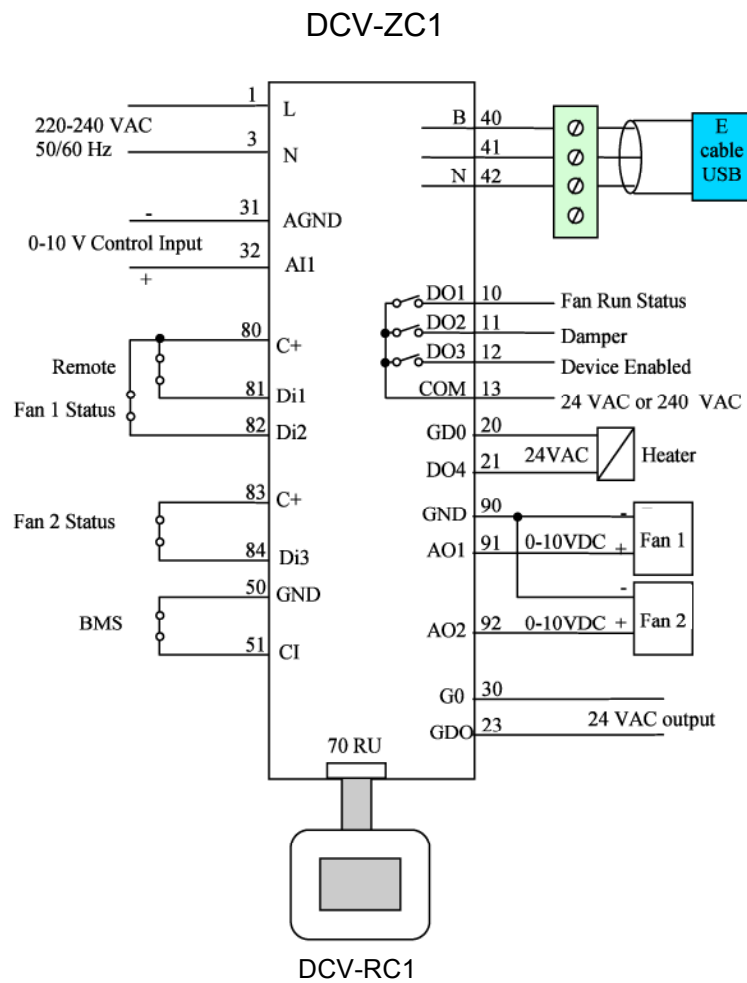 DCV-ZC1
1
L
220-240 VAC
50/60 Hz
3
N
31
-
AGND
0-10 V Control Input
32
AI1
+
80
C+
Remote
81
Di1
Fan 1 Status
82
Di2
83
C+
Fan 2 Status
84
Di3
50
GND
BMS
51
CI
B 40
41
N 42
E
cable
USB
DO1 10 Fan Run Status
DO2 11 Damper
DO3 12 Device Enabled
COM 13 24 VAC or 240 VAC
GD0 20
24VAC Heater
DO4 21
GND 90 -
AO1 91 0-10VDC + Fan 1
-
AO2 92 0-10VDC + Fan 2
G0 30
24 VAC output
GDO 23
70 RU
DCV-RC1